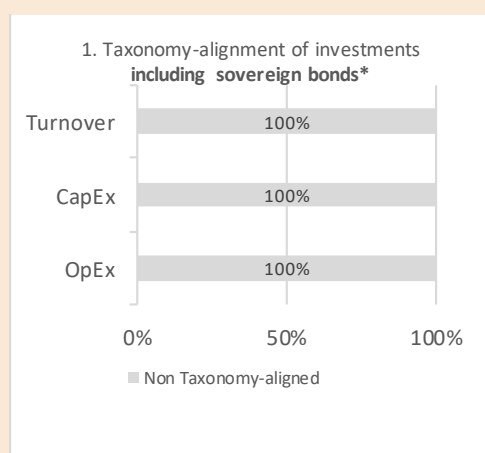 1. Taxonomy-alignment of investments
including sovereign bonds*
Turnover
100%
CapEx
100%
OpEx
100%
0% 50% 100%
Non Taxonomy-aligned